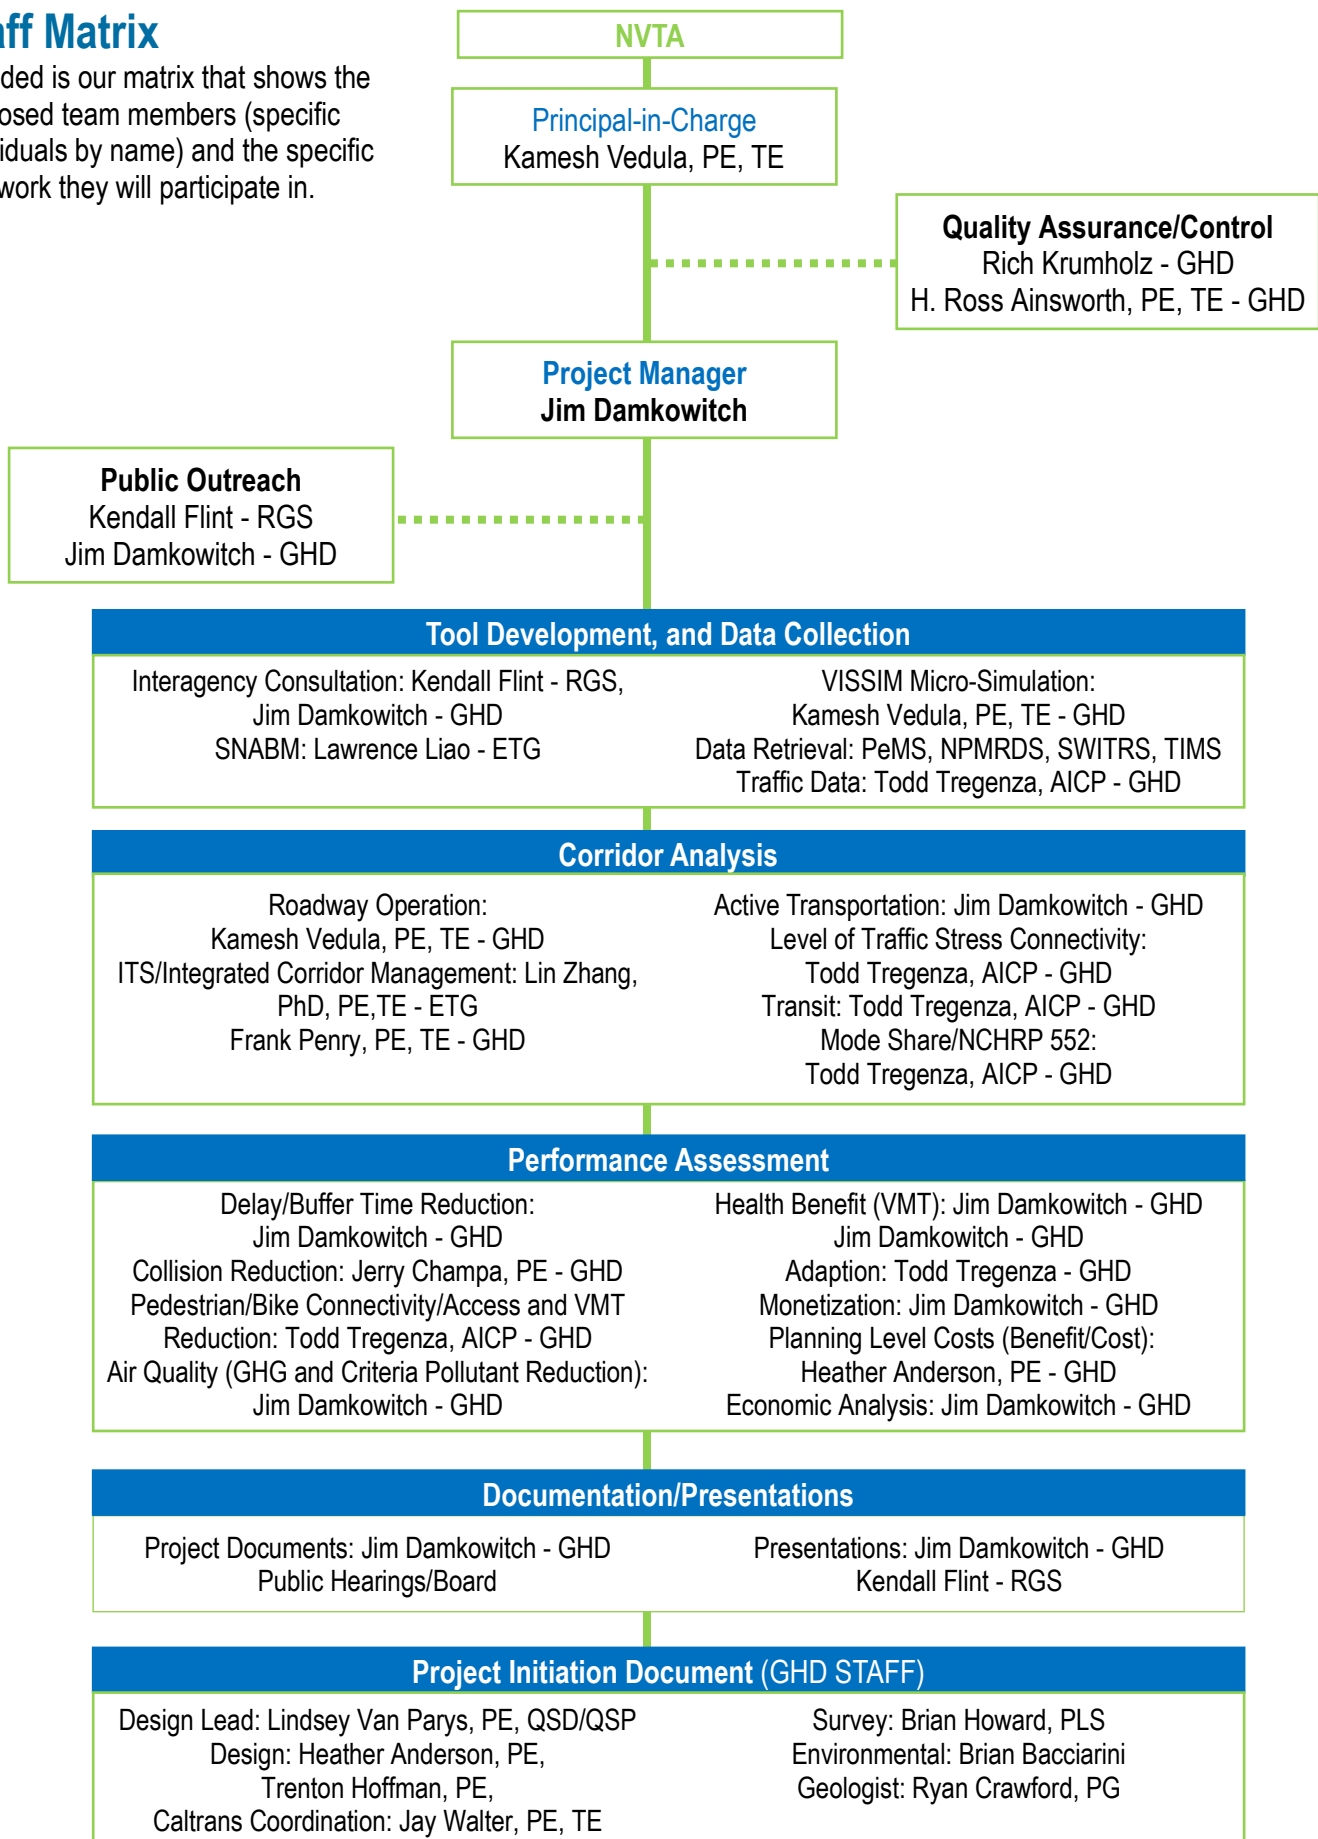 aff Matrix
ded is our matrix that shows the
osed team members (specific
iduals by name) and the specific
work they will participate in.
NVTA
Principal-in-Charge
Kamesh Vedula, PE, TE
Quality Assurance/Control
Rich Krumholz - GHD
H. Ross Ainsworth, PE, TE - GHD
Project Manager
Jim Damkowitch
Public Outreach
Kendall Flint - RGS
Jim Damkowitch - GHD
Tool Development, and Data Collection
Interagency Consultation: Kendall Flint - RGS,
Jim Damkowitch - GHD
SNABM: Lawrence Liao - ETG
VISSIM Micro-Simulation:
Kamesh Vedula, PE, TE - GHD
Data Retrieval: PeMS, NPMRDS, SWITRS, TIMS
Traffic Data: Todd Tregenza, AICP - GHD
Corridor Analysis
Roadway Operation:
Kamesh Vedula, PE, TE - GHD
ITS/Integrated Corridor Management: Lin Zhang,
PhD, PE,TE - ETG
Frank Penry, PE, TE - GHD
Active Transportation: Jim Damkowitch - GHD
Level of Traffic Stress Connectivity:
Todd Tregenza, AICP - GHD
Transit: Todd Tregenza, AICP - GHD
Mode Share/NCHRP 552:
Todd Tregenza, AICP - GHD
Performance Assessment
Delay/Buffer Time Reduction:
Jim Damkowitch - GHD
Collision Reduction: Jerry Champa, PE - GHD
Pedestrian/Bike Connectivity/Access and VMT
Reduction: Todd Tregenza, AICP - GHD
Air Quality (GHG and Criteria Pollutant Reduction):
Jim Damkowitch - GHD
Health Benefit (VMT): Jim Damkowitch - GHD
Jim Damkowitch - GHD
Adaption: Todd Tregenza - GHD
Monetization: Jim Damkowitch - GHD
Planning Level Costs (Benefit/Cost):
Heather Anderson, PE - GHD
Economic Analysis: Jim Damkowitch - GHD
Documentation/Presentations
Project Documents: Jim Damkowitch - GHD
Public Hearings/Board
Presentations: Jim Damkowitch - GHD
Kendall Flint - RGS
Project Initiation Document (GHD STAFF)
Design Lead: Lindsey Van Parys, PE, QSD/QSP
Design: Heather Anderson, PE,
Trenton Hoffman, PE,
Caltrans Coordination: Jay Walter, PE, TE
Survey: Brian Howard, PLS
Environmental: Brian Bacciarini
Geologist: Ryan Crawford, PG